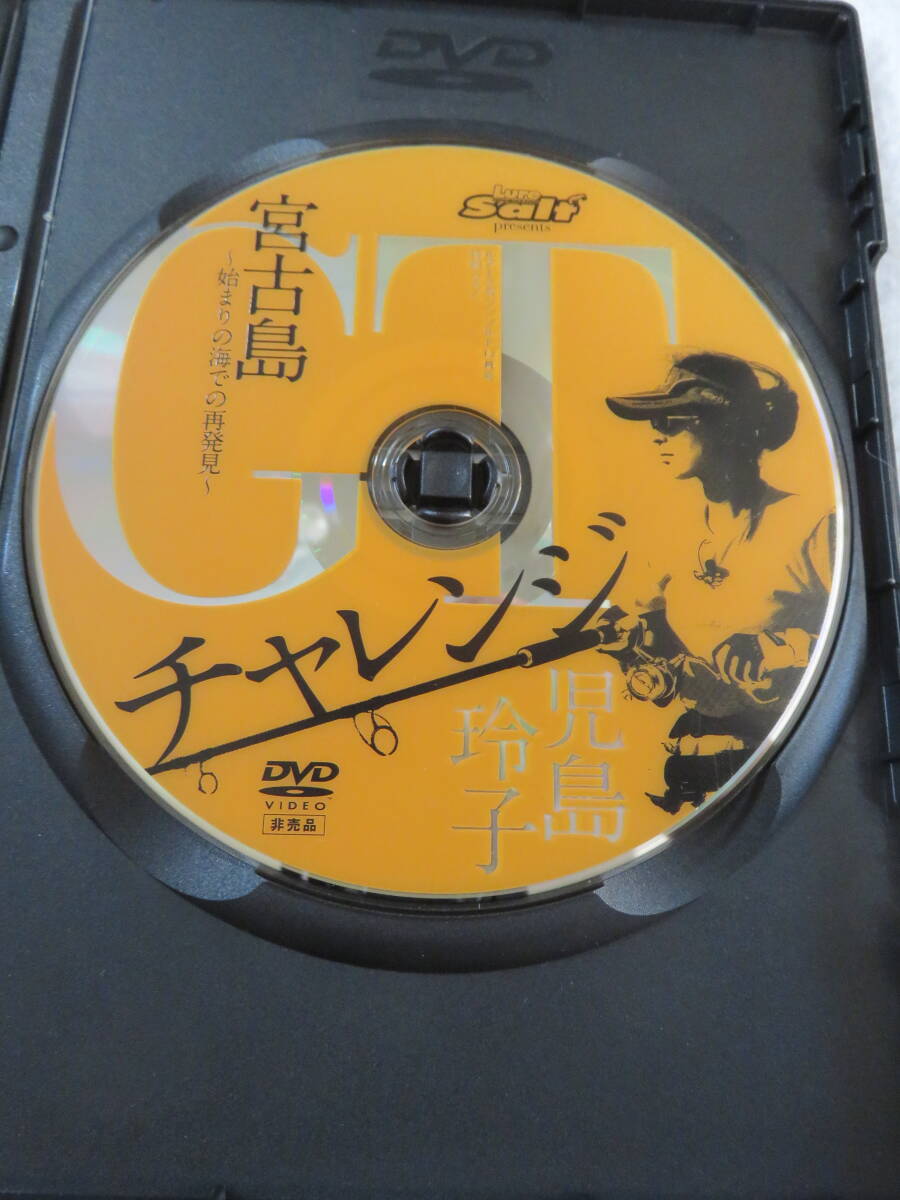 DVD
Lure
Salt
presents
宮古島
～始まりの海での再発見～
GT
チャレンジ
児島
玲子
DVD
VIDEO
非売品